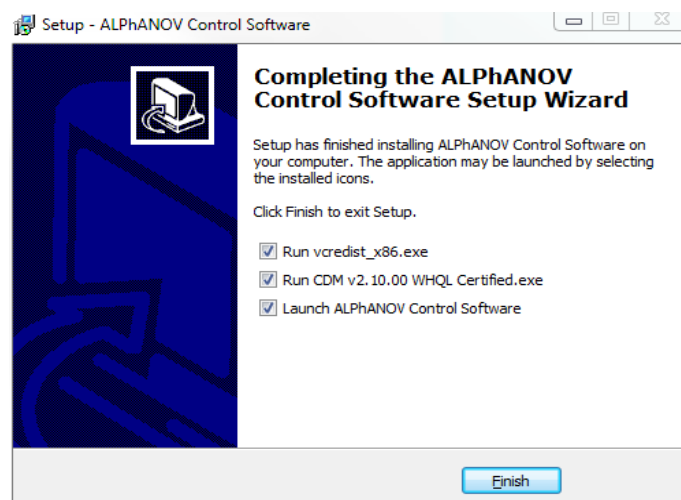 Setup - ALPhANOV Control Software
Completing the ALPhANOV
Control Software Setup Wizard
Setup has finished installing ALPhANOV Control Software on
your computer. The application may be launched by selecting
the installed icons.
Click Finish to exit Setup.
Run vcredist_x86.exe
Run CDM v2.10.00 WHQL Certified.exe
Launch ALPhANOV Control Software
Finish